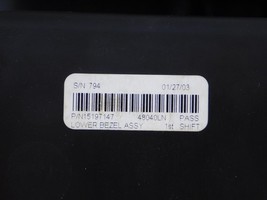 S/N 794 01/27/03
P/N15197147 48040LN PASS
LOWER BEZEL ASSY 1st SHIFT